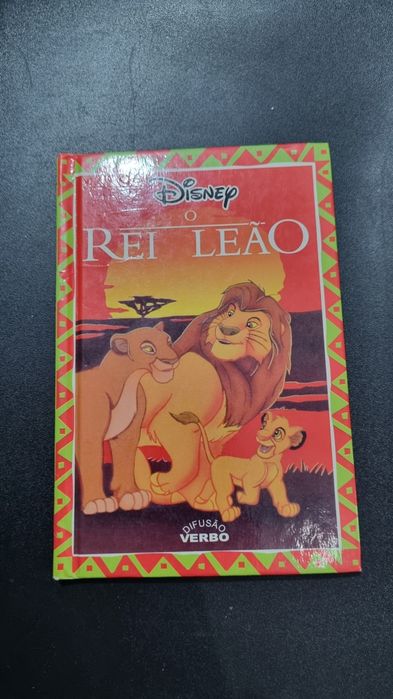 Disney
O
REI LEÃO
DIFUSÃO
VERBO